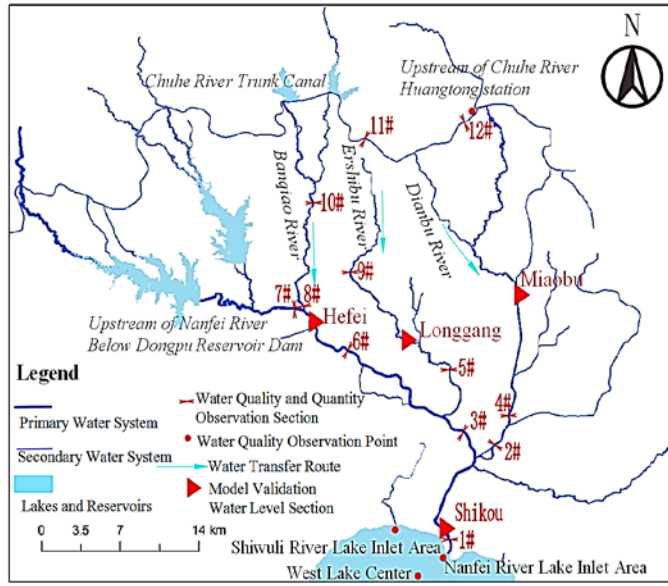 N
Chuhe River Trunk Canal
Upstream of Chuhe River
Huangtong station
11#
12#
Banqiao River
Ershibu River
Dianbu River
10#
9#
Miaobu
7#
8#
Hefei
Upstream of Nanfei River
Below Dongpu Reservoir Dam
Longgang
6#
5#
4#
3#
2#
Legend
Primary Water System
Secondary Water System
Lakes and Reservoirs
0 3.5 7 14 km
Water Quality and Quantity
Observation Section
Water Quality Observation Point
Water Transfer Route
Model Validation
Water Level Section
Shikou
1#
Shiwuli River Lake Inlet Area
Nanfei River Lake Inlet Area
West Lake Center